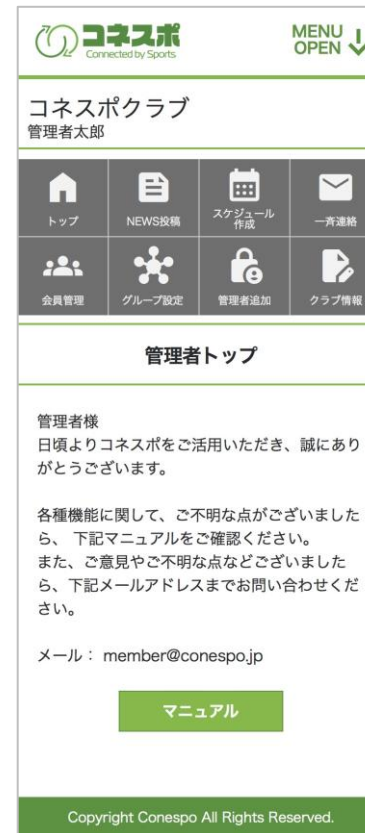 コネスポ
Connected by Sports
MENU
OPEN
コネスポクラブ
管理者太郎
トップ
NEWS投稿
スケジュール
作成
一斉連絡
会員管理
グループ設定
管理者追加
クラブ情報
管理者トップ
管理者様
日頃よりコネスポをご活用いただき、誠にあり
がとうございます。
各種機能に関して、ご不明な点がございました
ら、 下記マニュアルをご確認ください。
また、ご意見やご不明な点などございました
ら、下記メールアドレスまでお問い合わせくだ
さい。
メール： member@conespo.jp
マニュアル
Copyright Conespo All Rights Reserved.